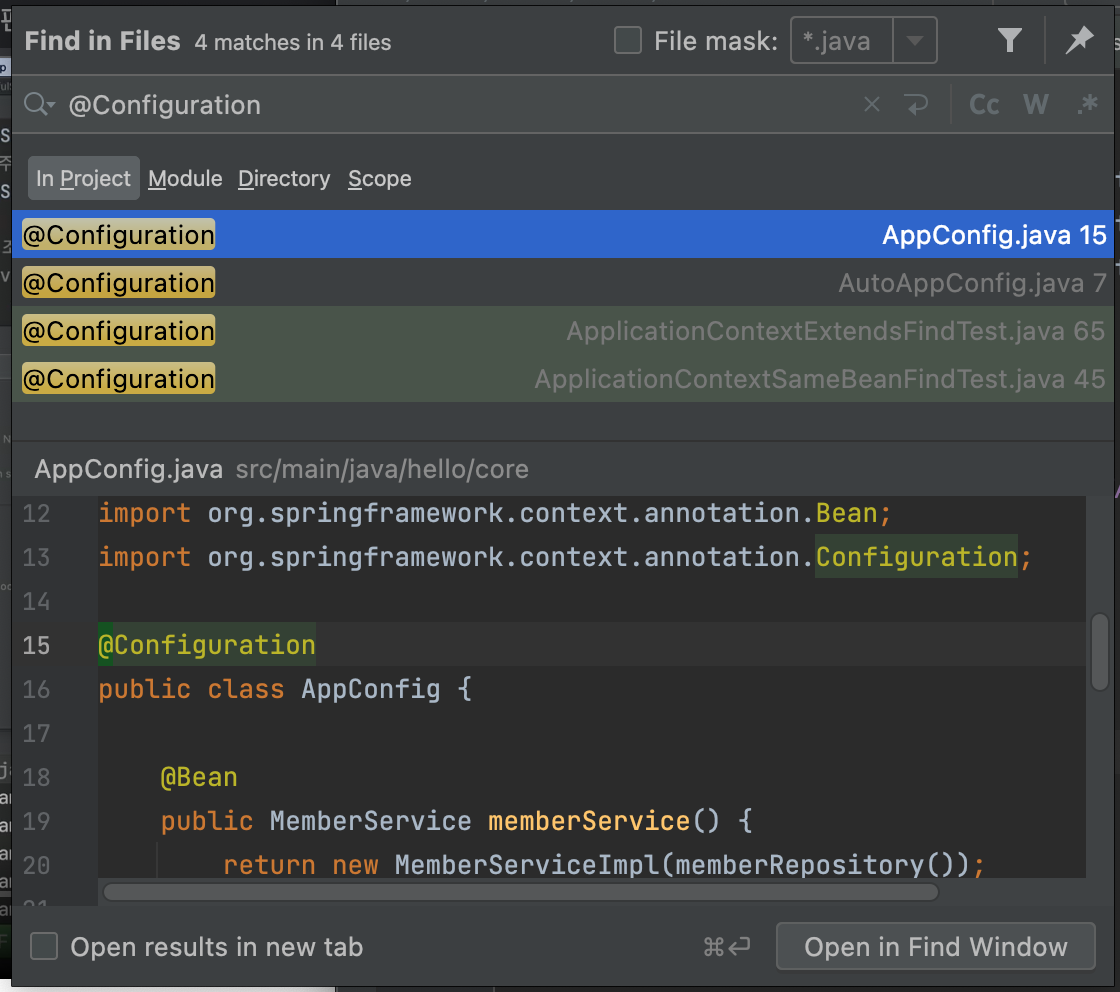 Find in Files 4 matches in 4 files File mask: *.java
@Configuration Cc W .*
In Project Module Directory Scope
@Configuration AppConfig.java 15
@Configuration AutoAppConfig.java 7
@Configuration ApplicationContextExtendsFindTest.java 65
@Configuration ApplicationContextSameBeanFindTest.java 45
AppConfig.java src/main/java/hello/core
12 import org.springframework.context.annotation.Bean;
13 import org.springframework.context.annotation.Configuration;
14
15 @Configuration
16 public class AppConfig {
17
18 @Bean
19 public MemberService memberService() {
20 return new MemberServiceImpl(memberRepository());
Open results in new tab ⌘↩ Open in Find Window